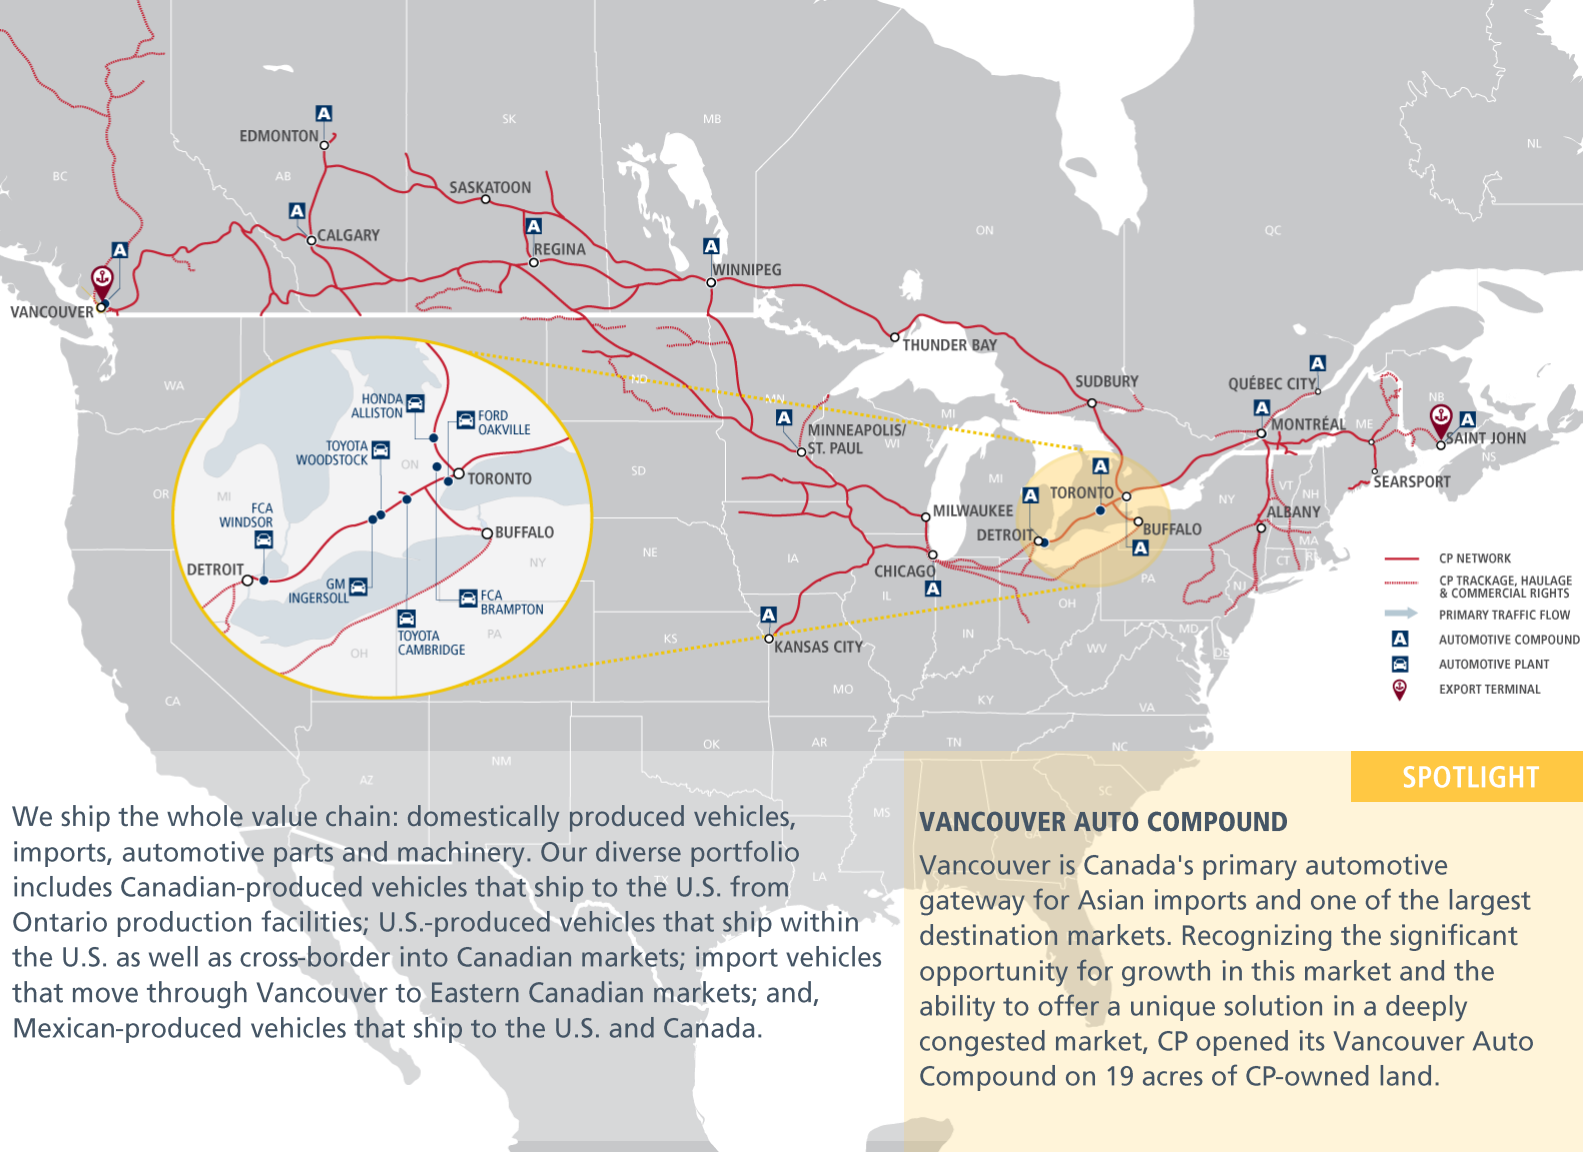 EDMONTON
SK
MB
NL
BC
AB
SASKATOON
A
A
A
A
A
CALGARY
REGINA
ON
QC
WINNIPEG
VANCOUVER
THUNDER BAY
SUDBURY
QUÉBEC CITY
A
A
A
NB
MONTRÉAL
ME
SAINT JOHN
NS
SEARSPORT
WA
ND
MN
MI
A
MINNEAPOLIS/
ST. PAUL
WI
HONDA
ALLISTON
FORD
OAKVILLE
TOYOTA
WOODSTOCK
ON
TORONTO
MI
FCA
WINDSOR
BUFFALO
DETROIT
NY
GM
INGERSOLL
FCA
BRAMPTON
TOYOTA
CAMBRIDGE
PA
OH
OR
SD
MI
A
A
TORONTO
NY
VT
NH
MILWAUKEE
DETROIT
BUFFALO
A
ALBANY
MA
RI
CT
NE
IA
CHICAGO
A
PA
NJ
IL
OH
A
KS
KANSAS CITY
IN
MD
DE
WV
CA
MO
KY
VA
OK
AR
TN
NC
CP NETWORK
CP TRACKAGE, HAULAGE
& COMMERCIAL RIGHTS
PRIMARY TRAFFIC FLOW
A AUTOMOTIVE COMPOUND
AUTOMOTIVE PLANT
EXPORT TERMINAL
NM
AZ
MS
SC
GA
TX
LA
We ship the whole value chain: domestically produced vehicles,
imports, automotive parts and machinery. Our diverse portfolio
includes Canadian-produced vehicles that ship to the U.S. from
Ontario production facilities; U.S.-produced vehicles that ship within
the U.S. as well as cross-border into Canadian markets; import vehicles
that move through Vancouver to Eastern Canadian markets; and,
Mexican-produced vehicles that ship to the U.S. and Canada.
SPOTLIGHT
VANCOUVER AUTO COMPOUND
Vancouver is Canada's primary automotive
gateway for Asian imports and one of the largest
destination markets. Recognizing the significant
opportunity for growth in this market and the
ability to offer a unique solution in a deeply
congested market, CP opened its Vancouver Auto
Compound on 19 acres of CP-owned land.